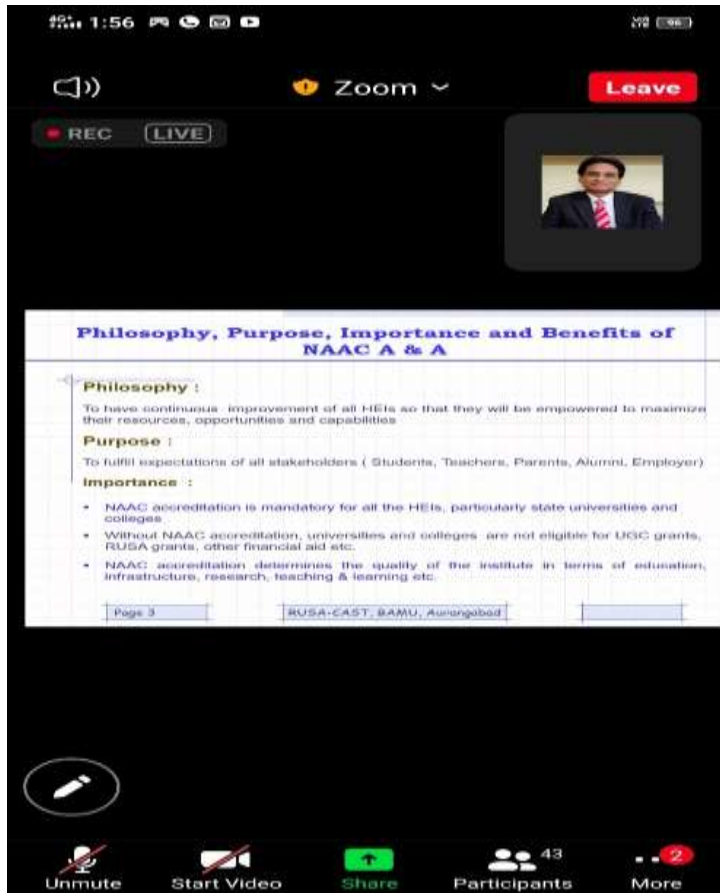 4G+ 1:56
VoO LTE 96
Zoom
Leave
REC LIVE
Philosophy, Purpose, Importance and Benefits of
NAAC A & A
Philosophy :
To have continuous improvement of all HEIs so that they will be empowered to maximize
their resources, opportunities and capabilities
Purpose :
To fulfill expectations of all stakeholders ( Students, Teachers, Parents, Alumni, Employer)
Importance :
• NAAC accreditation is mandatory for all the HEIs, particularly state universities and
colleges
• Without NAAC accreditation, universities and colleges are not eligible for UGC grants,
RUSA grants, other financial aid etc.
• NAAC accreditation determines the quality of the institute in terms of education,
infrastructure, research, teaching & learning etc.
Page 3 RUSA-CAST, BAMU, Aurangabad
43 2
Unmute Start Video Share Participants More